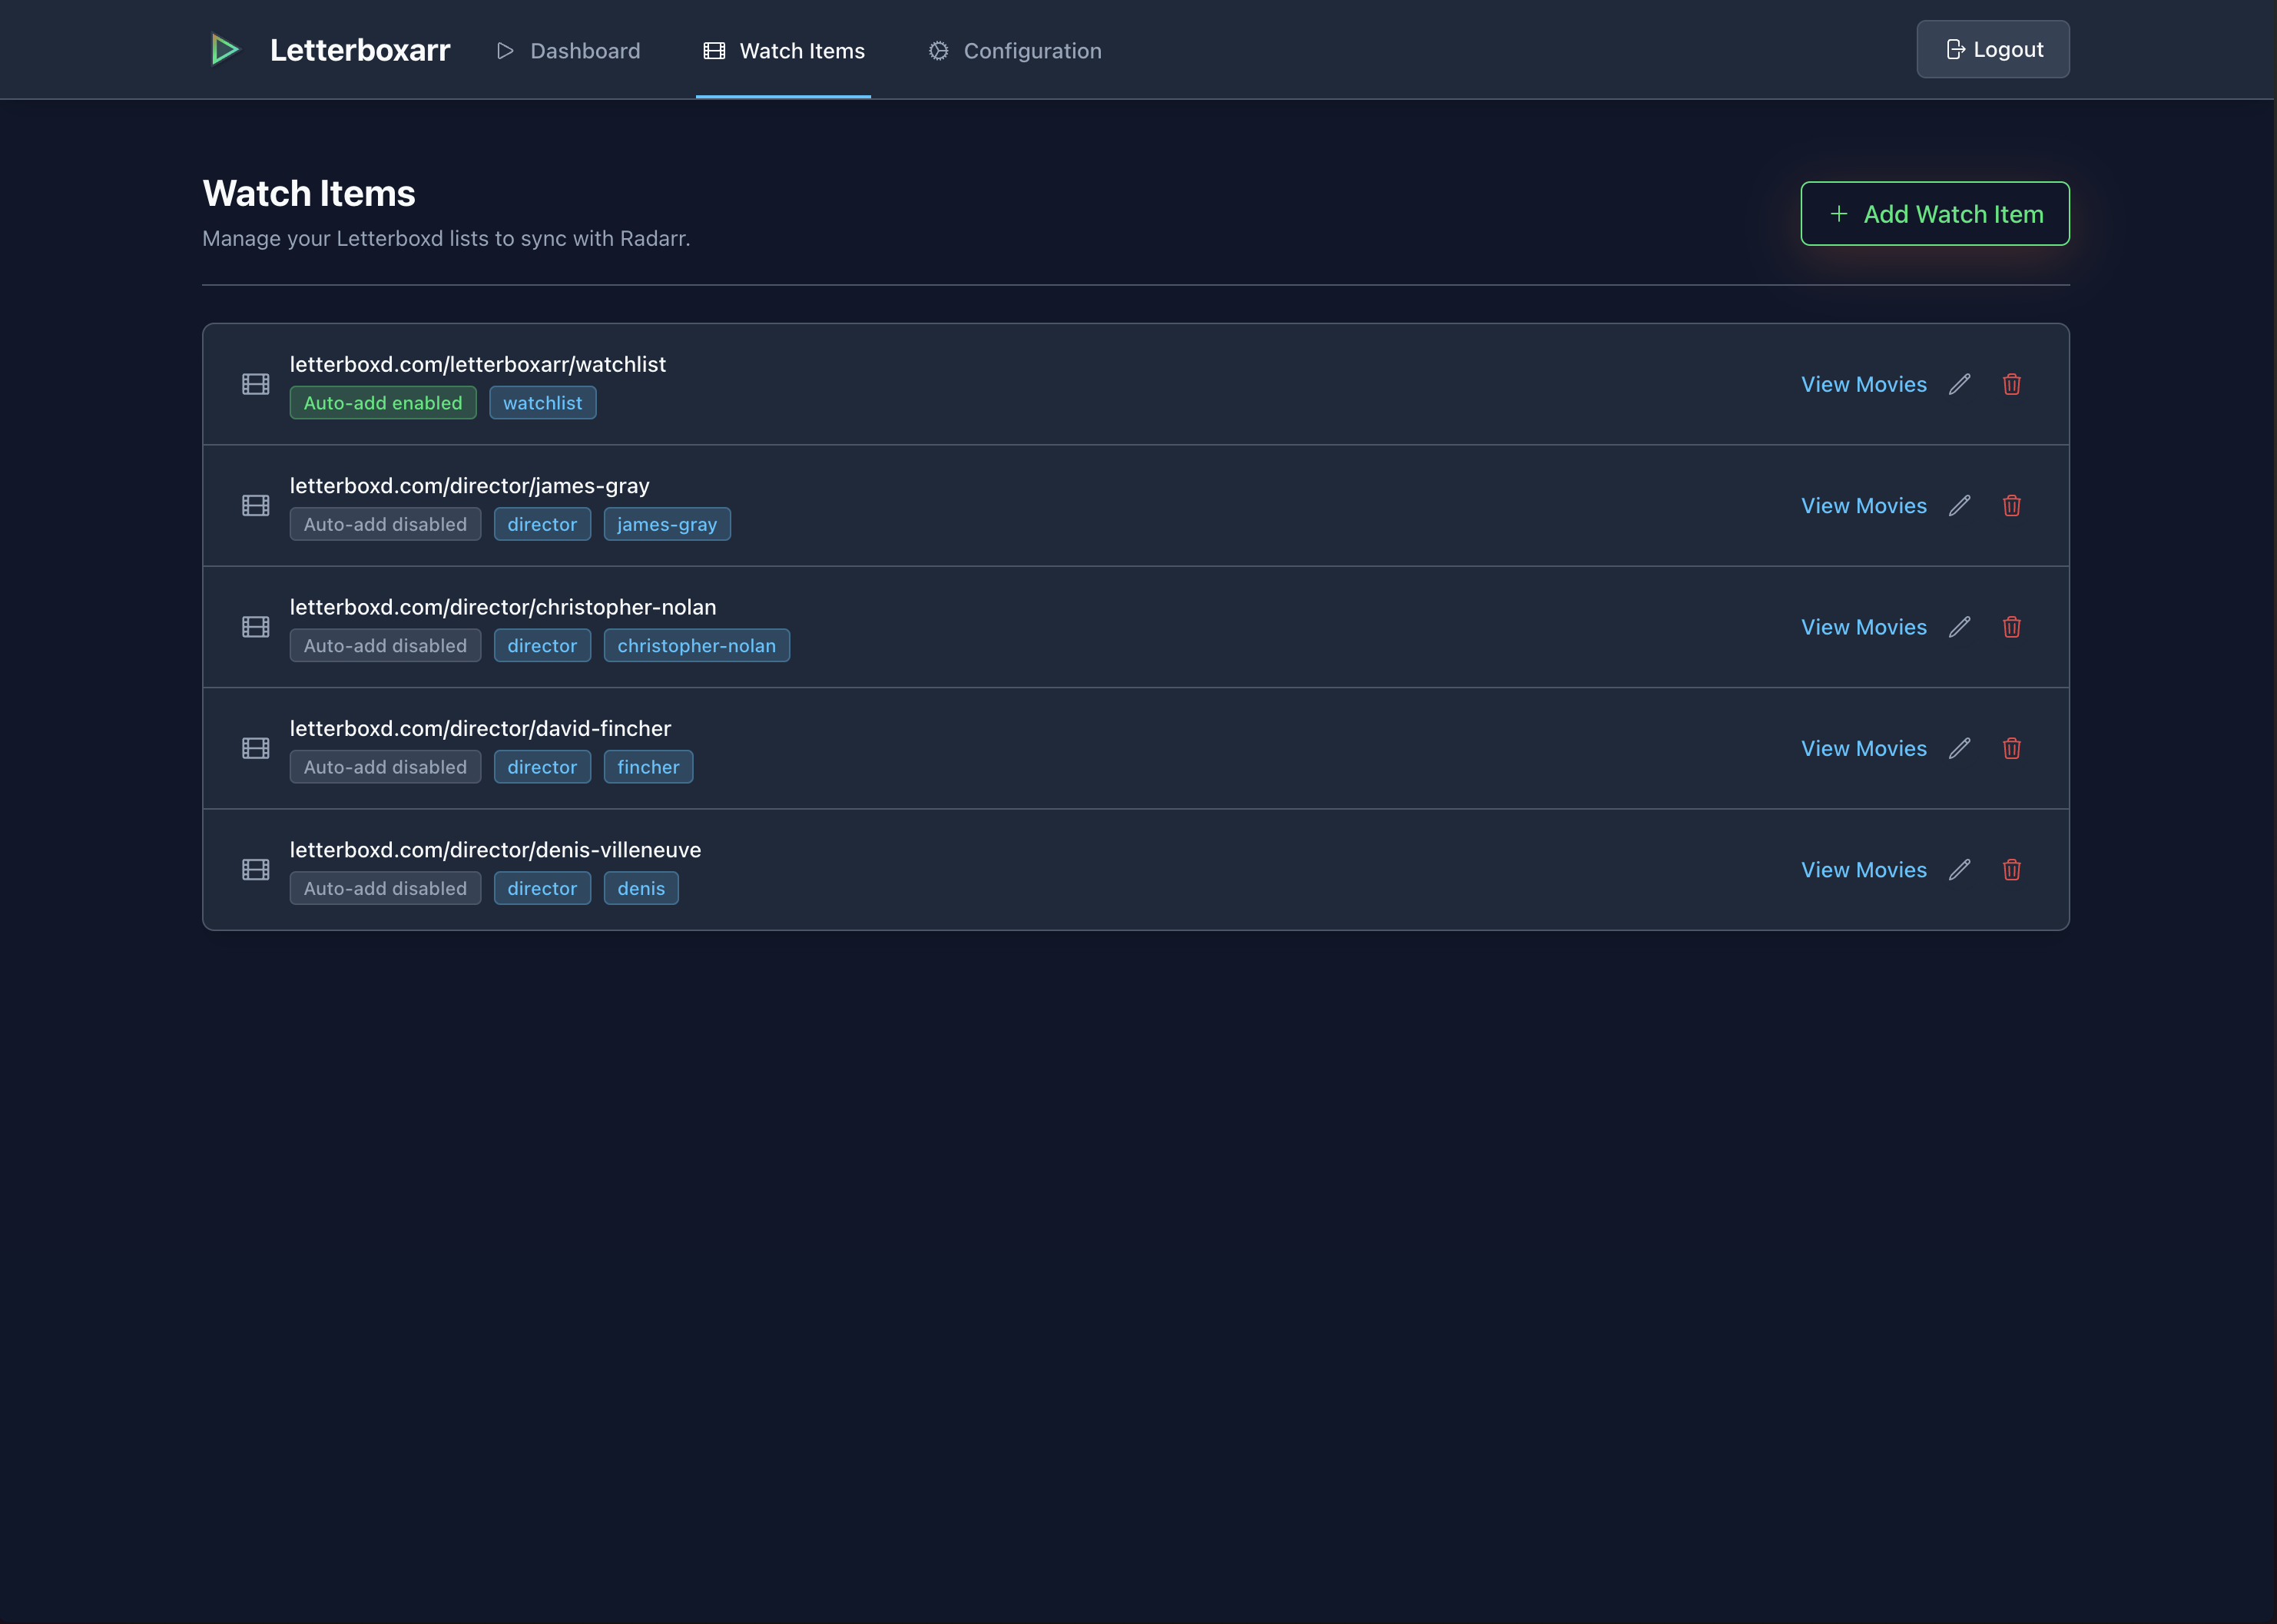 Letterboxarr Dashboard Watch Items Configuration Logout
Watch Items
Manage your Letterboxd lists to sync with Radarr.
+ Add Watch Item
letterboxd.com/letterboxarr/watchlist
Auto-add enabled watchlist
View Movies
letterboxd.com/director/james-gray
Auto-add disabled director james-gray
View Movies
letterboxd.com/director/christopher-nolan
Auto-add disabled director christopher-nolan
View Movies
letterboxd.com/director/david-fincher
Auto-add disabled director fincher
View Movies
letterboxd.com/director/denis-villeneuve
Auto-add disabled director denis
View Movies